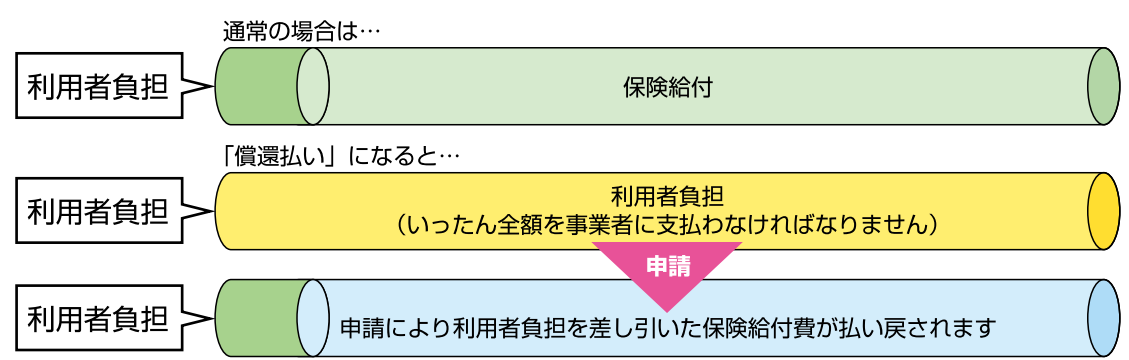 通常の場合は…
利用者負担
保険給付
「償還払い」になると…
利用者負担
利用者負担
（いったん全額を事業者に支払わなければなりません）
申請
利用者負担
申請により利用者負担を差し引いた保険給付費が払い戻されます